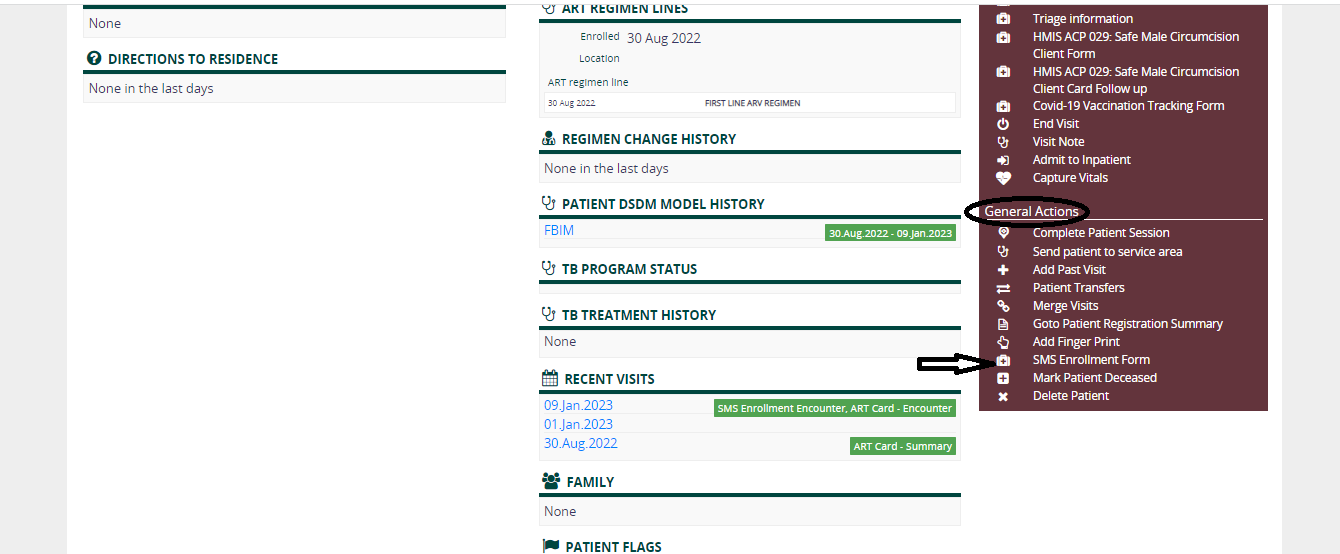 None
DIRECTIONS TO RESIDENCE
None in the last days
ART REGIMEN LINES
Enrolled 30 Aug 2022
Location
ART regimen line
30 Aug 2022 FIRST LINE ARV REGIMEN
REGIMEN CHANGE HISTORY
None in the last days
PATIENT DSDM MODEL HISTORY
FBIM 30.Aug.2022 - 09.Jan.2023
TB PROGRAM STATUS
TB TREATMENT HISTORY
None
RECENT VISITS
09.Jan.2023 SMS Enrollment Encounter, ART Card - Encounter
01.Jan.2023
30.Aug.2022 ART Card - Summary
FAMILY
None
PATIENT FLAGS
Triage information
HMIS ACP 029: Safe Male Circumcision
Client Form
HMIS ACP 029: Safe Male Circumcision
Client Card Follow up
Covid-19 Vaccination Tracking Form
End Visit
Visit Note
Admit to Inpatient
Capture Vitals
General Actions
Complete Patient Session
Send patient to service area
Add Past Visit
Patient Transfers
Merge Visits
Goto Patient Registration Summary
Add Finger Print
SMS Enrollment Form
Mark Patient Deceased
Delete Patient